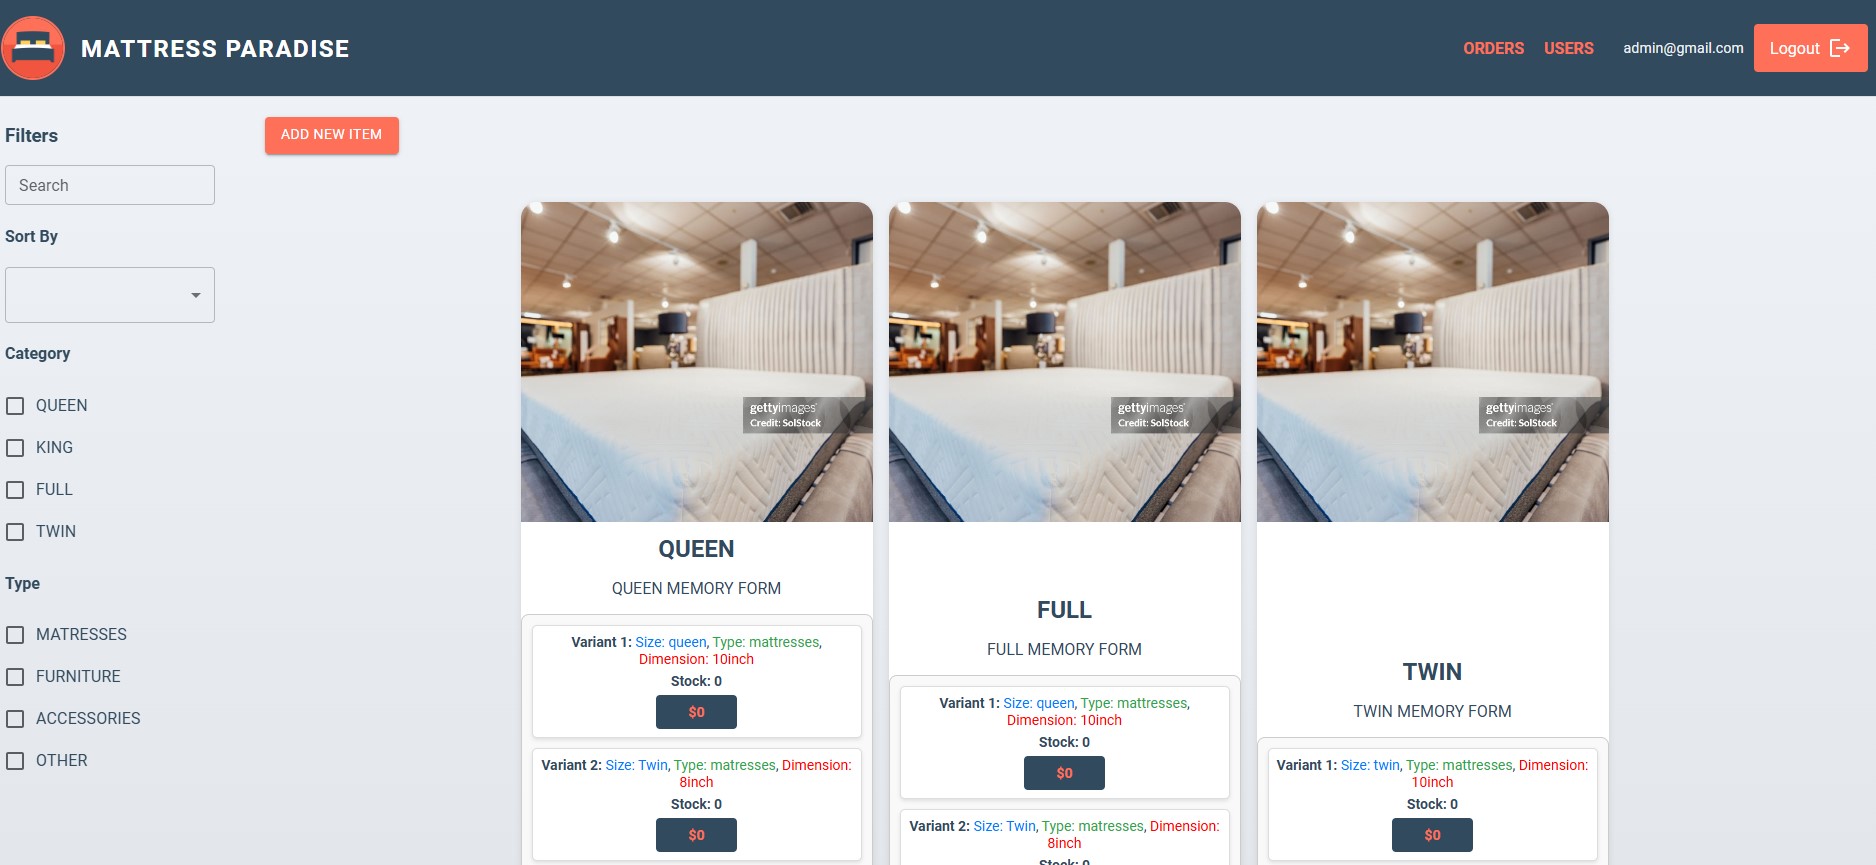 MATTRESS PARADISE
ORDERS
USERS
admin@gmail.com
Logout
Filters
Search
Sort By
Category
QUEEN
KING
FULL
TWIN
Type
MATRESSES
FURNITURE
ACCESSORIES
OTHER
ADD NEW ITEM
gettyimages®
Credit: SolStock
QUEEN
QUEEN MEMORY FORM
Variant 1: Size: queen, Type: mattresses,
Dimension: 10inch
Stock: 0
$0
Variant 2: Size: Twin, Type: matresses, Dimension:
8inch
Stock: 0
$0
gettyimages®
Credit: SolStock
FULL
FULL MEMORY FORM
Variant 1: Size: queen, Type: mattresses,
Dimension: 10inch
Stock: 0
$0
Variant 2: Size: Twin, Type: matresses, Dimension:
8inch
Stock: 0
gettyimages®
Credit: SolStock
TWIN
TWIN MEMORY FORM
Variant 1: Size: twin, Type: mattresses, Dimension:
10inch
Stock: 0
$0